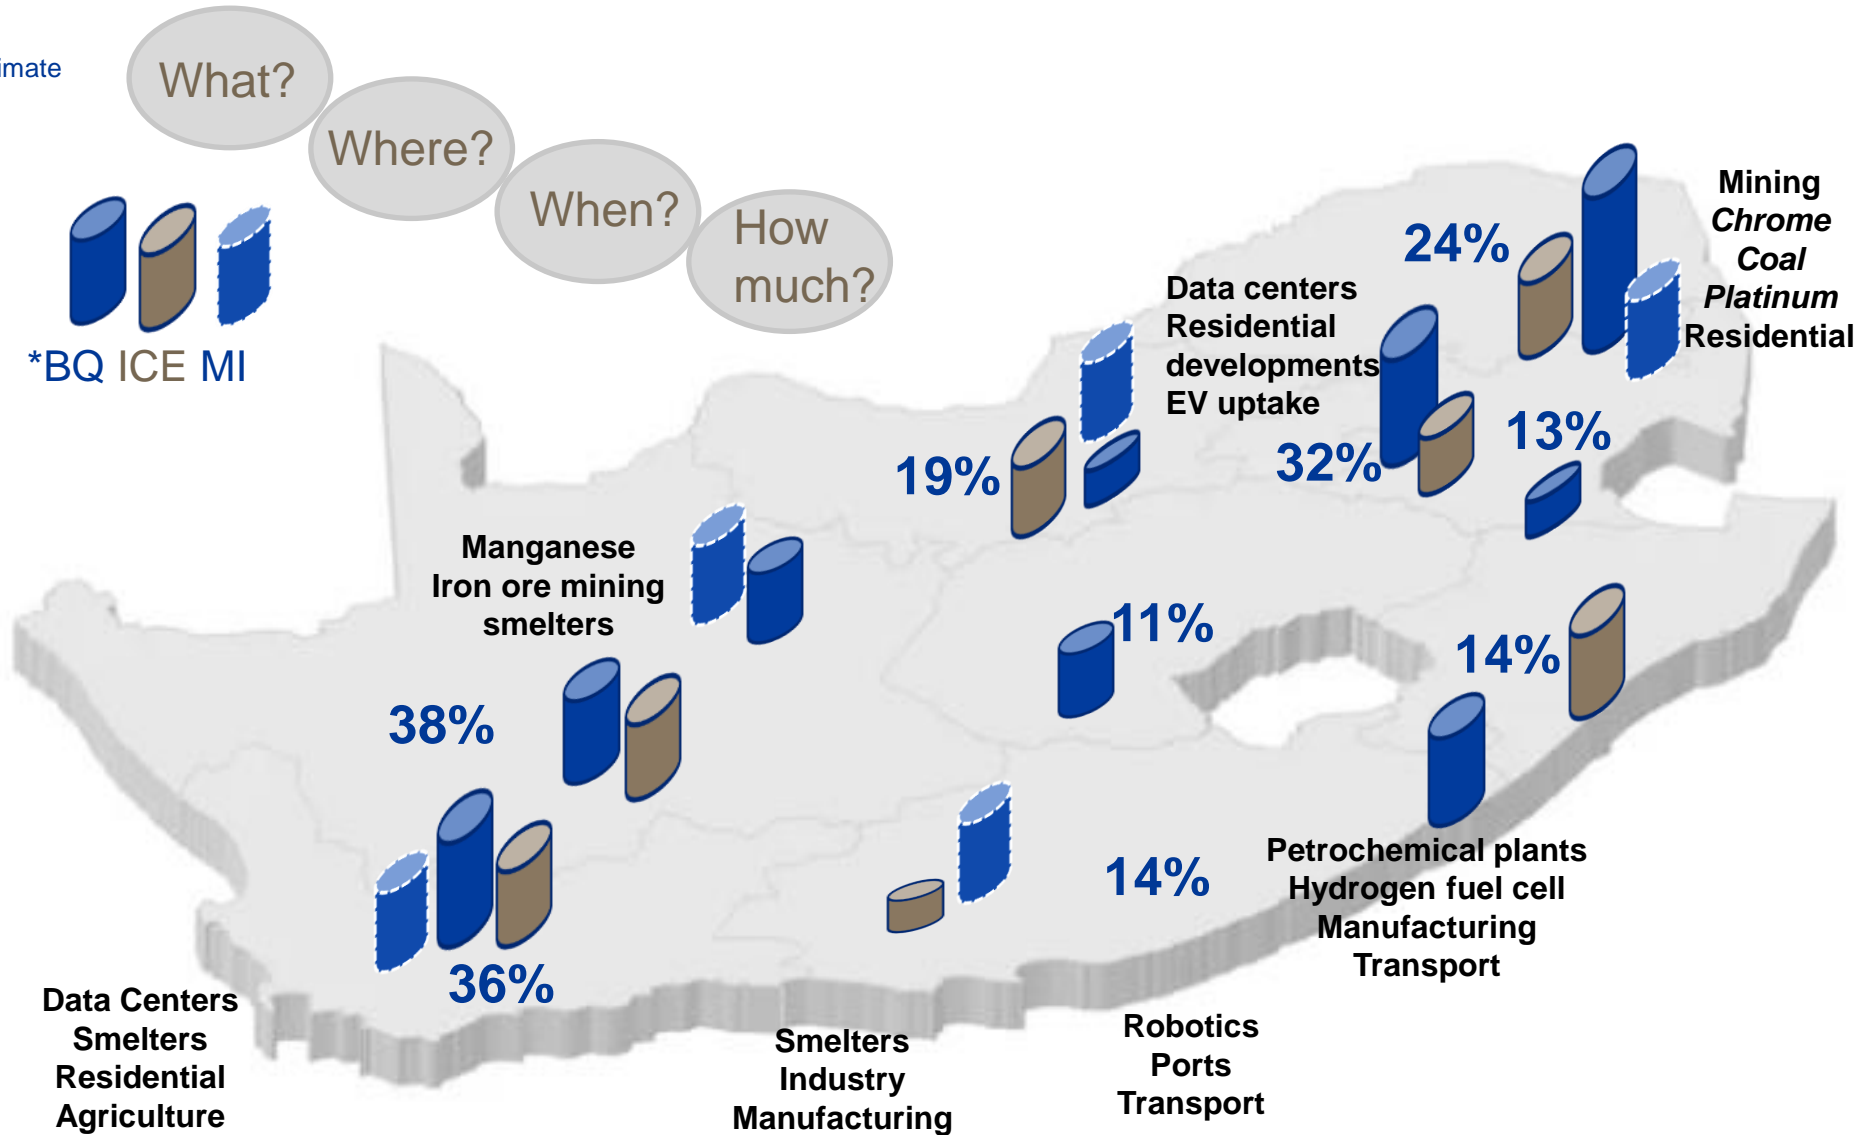 What?
Where?
When?
How
much?
*BQ ICE MI
24%
Mining
Chrome
Coal
Platinum
Residential
Data centers
Residential
developments
EV uptake
32%
13%
19%
Manganese
Iron ore mining
smelters
11%
14%
38%
14%
Petrochemical plants
Hydrogen fuel cell
Manufacturing
Transport
36%
Data Centers
Smelters
Residential
Agriculture
Smelters
Industry
Manufacturing
Robotics
Ports
Transport